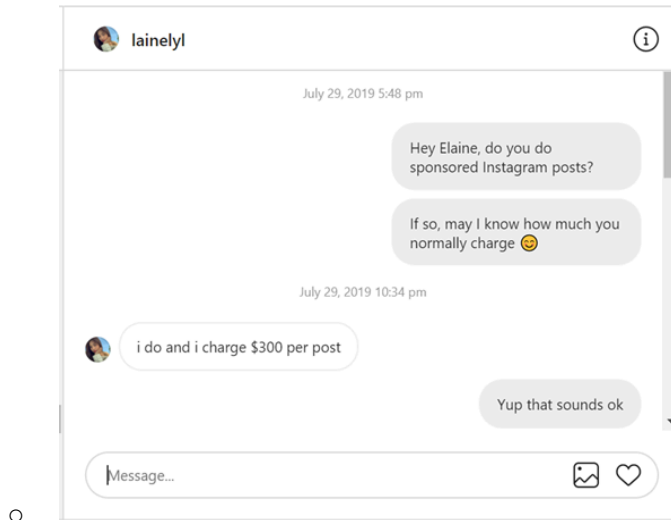 lainelyl
July 29, 2019 5:48 pm
Hey Elaine, do you do
sponsored Instagram posts?
If so, may I know how much you
normally charge 😊
July 29, 2019 10:34 pm
i do and i charge $300 per post
Yup that sounds ok
Message...